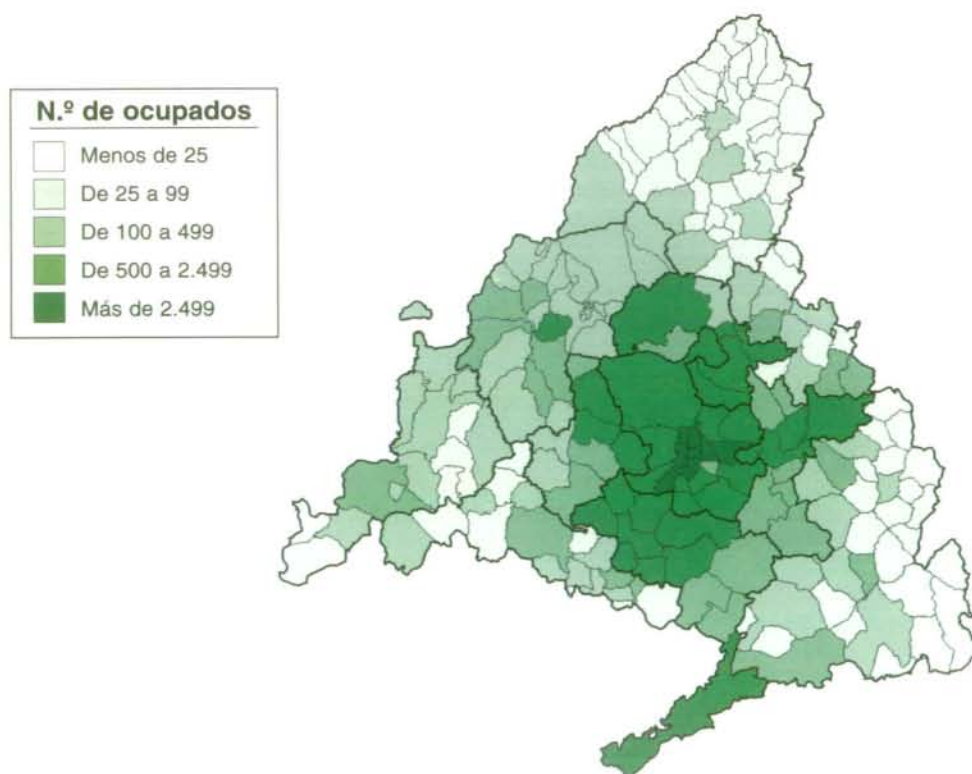 N.º de ocupados
Menos de 25
De 25 a 99
De 100 a 499
De 500 a 2.499
Más de 2.499